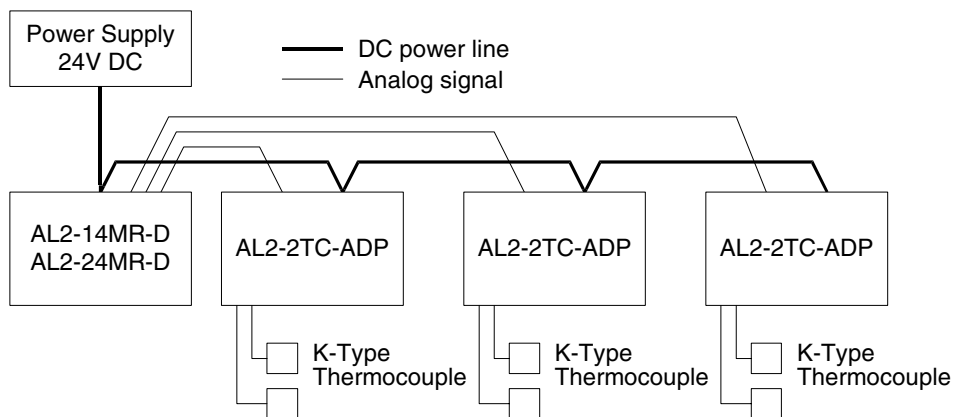 Power Supply
24V DC
DC power line
Analog signal
AL2-14MR-D
AL2-24MR-D
AL2-2TC-ADP
AL2-2TC-ADP
AL2-2TC-ADP
K-Type
Thermocouple
K-Type
Thermocouple
K-Type
Thermocouple